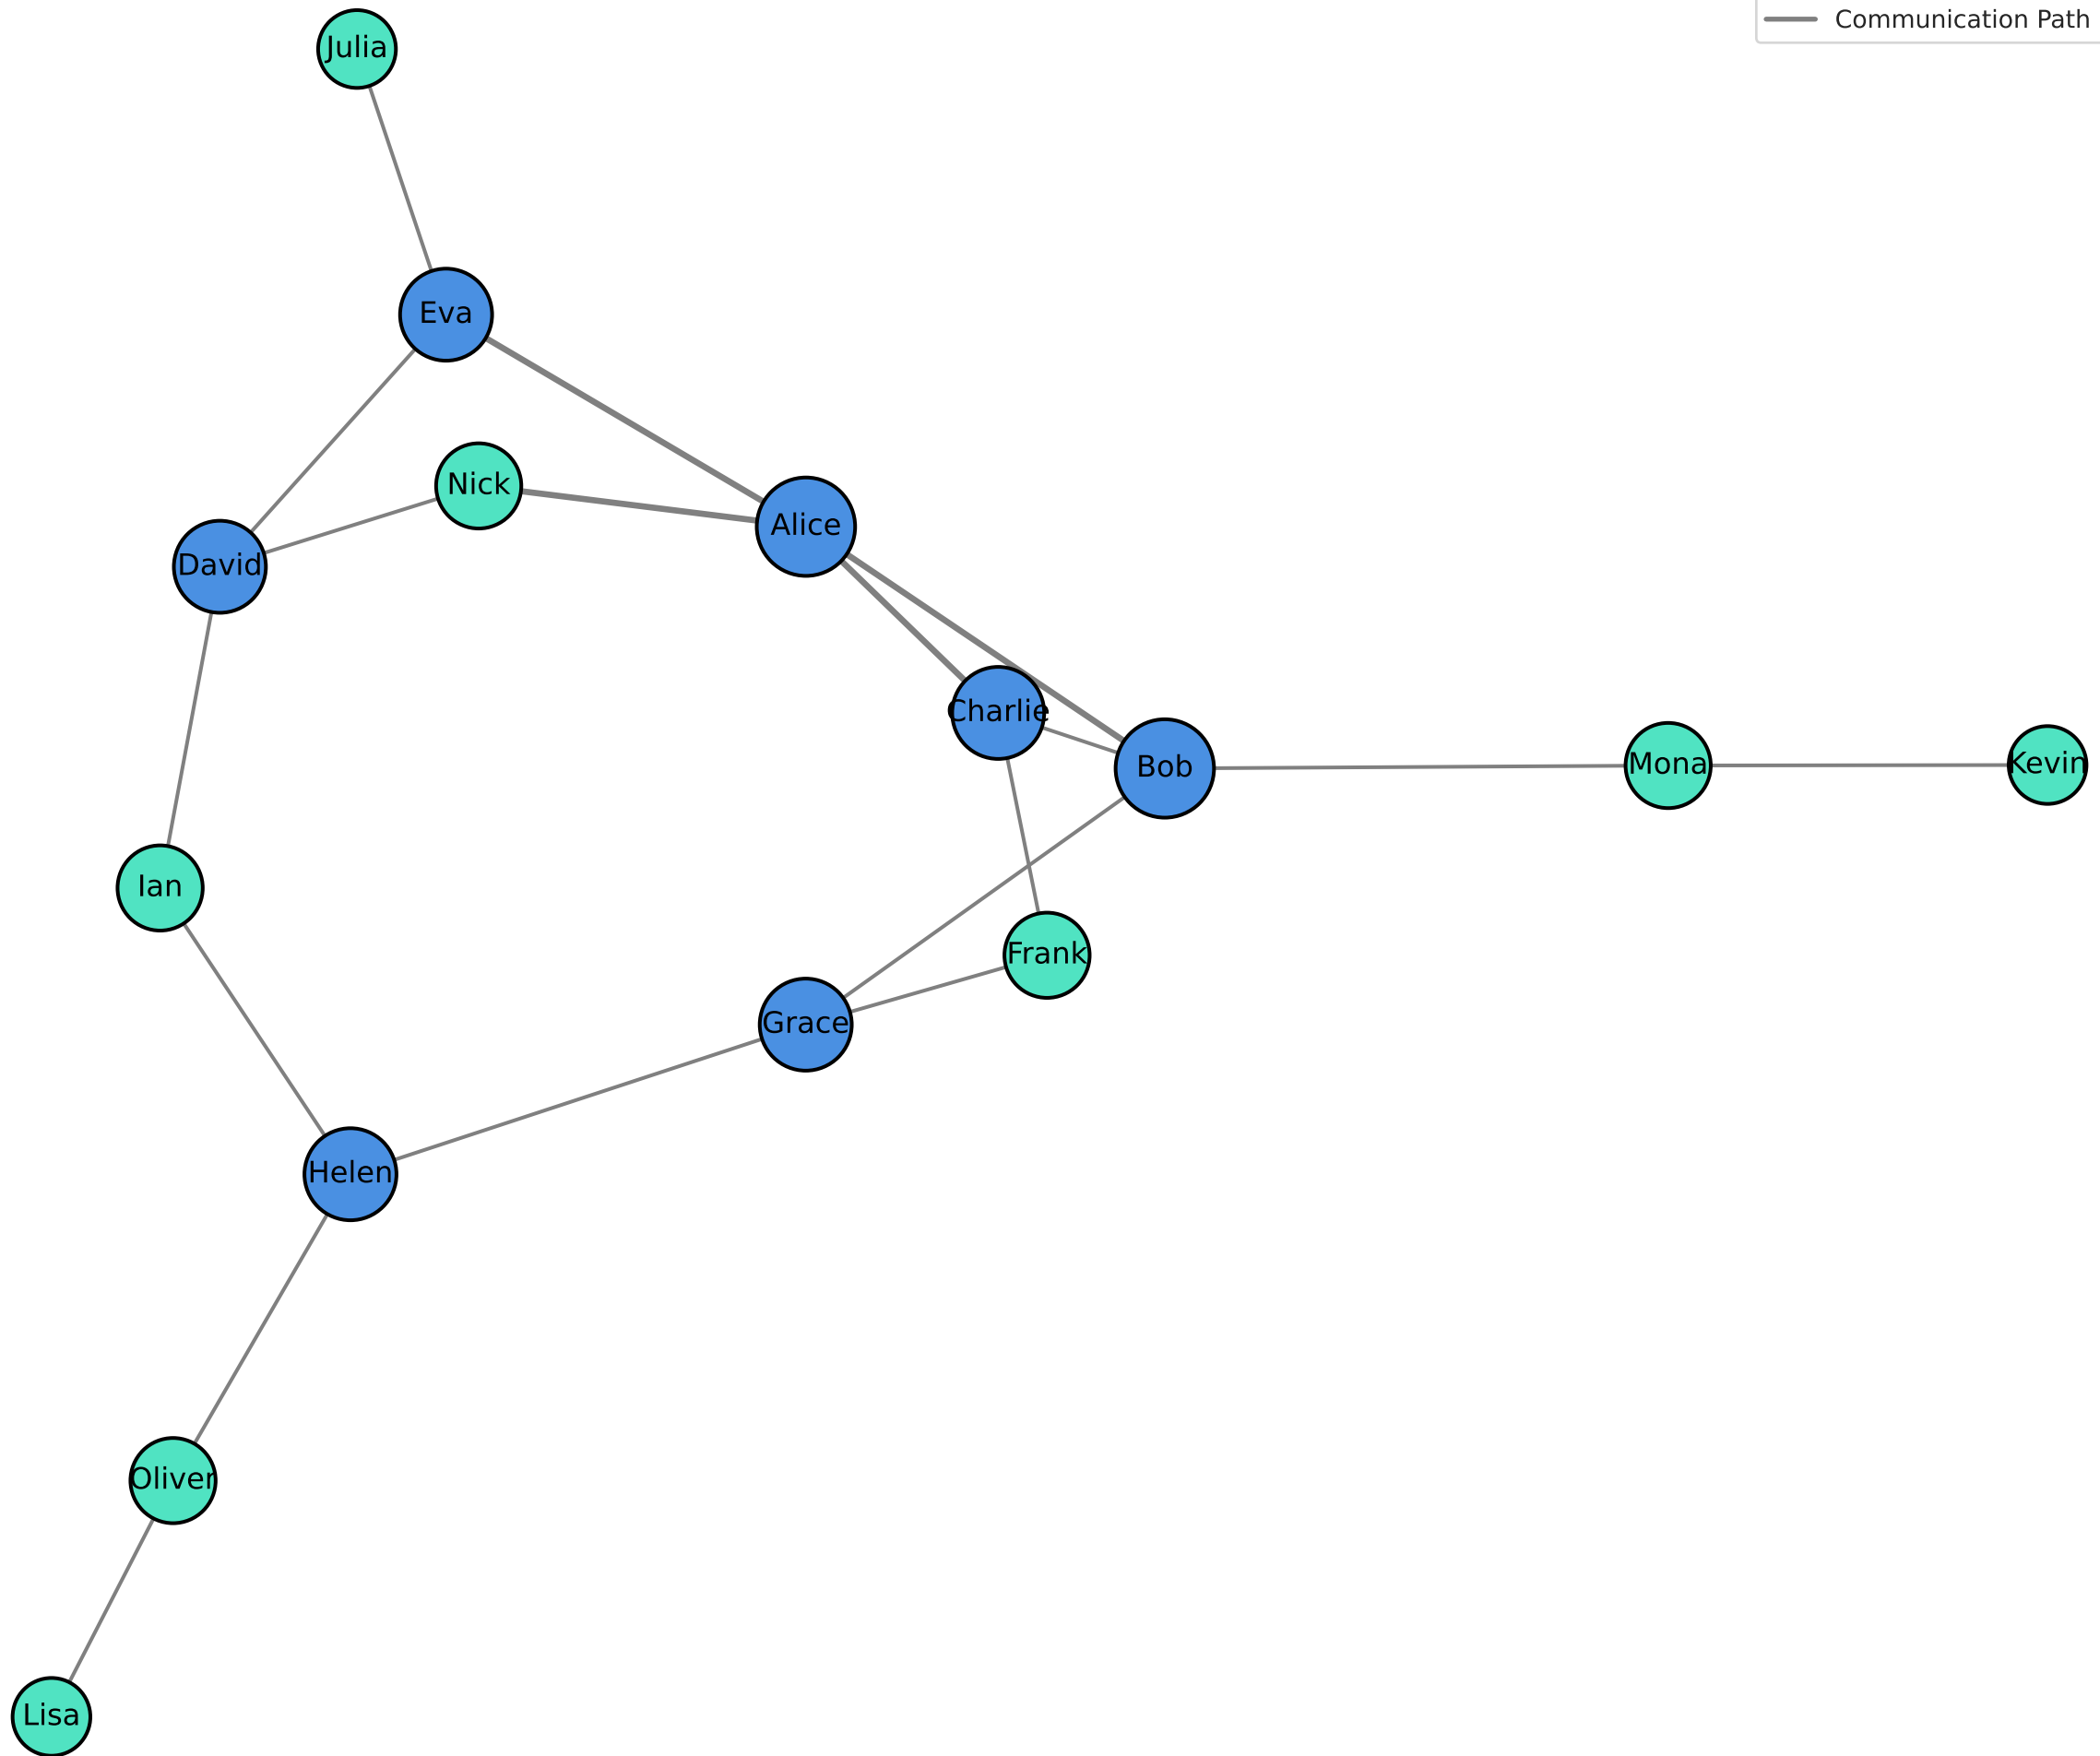 Communication Path
Julia
Eva
Nick
Alice
David
Charlie
Bob
Mona
Kevin
Ian
Frank
Grace
Helen
Oliver
Lisa